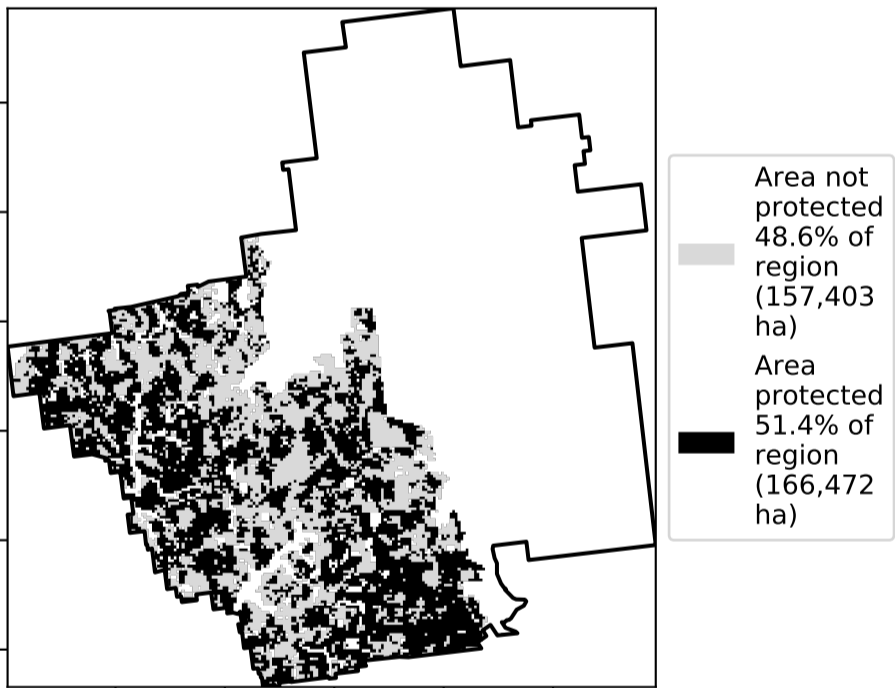 Area not
protected
48.6% of
region
(157,403
ha)
Area
protected
51.4% of
region
(166,472
ha)